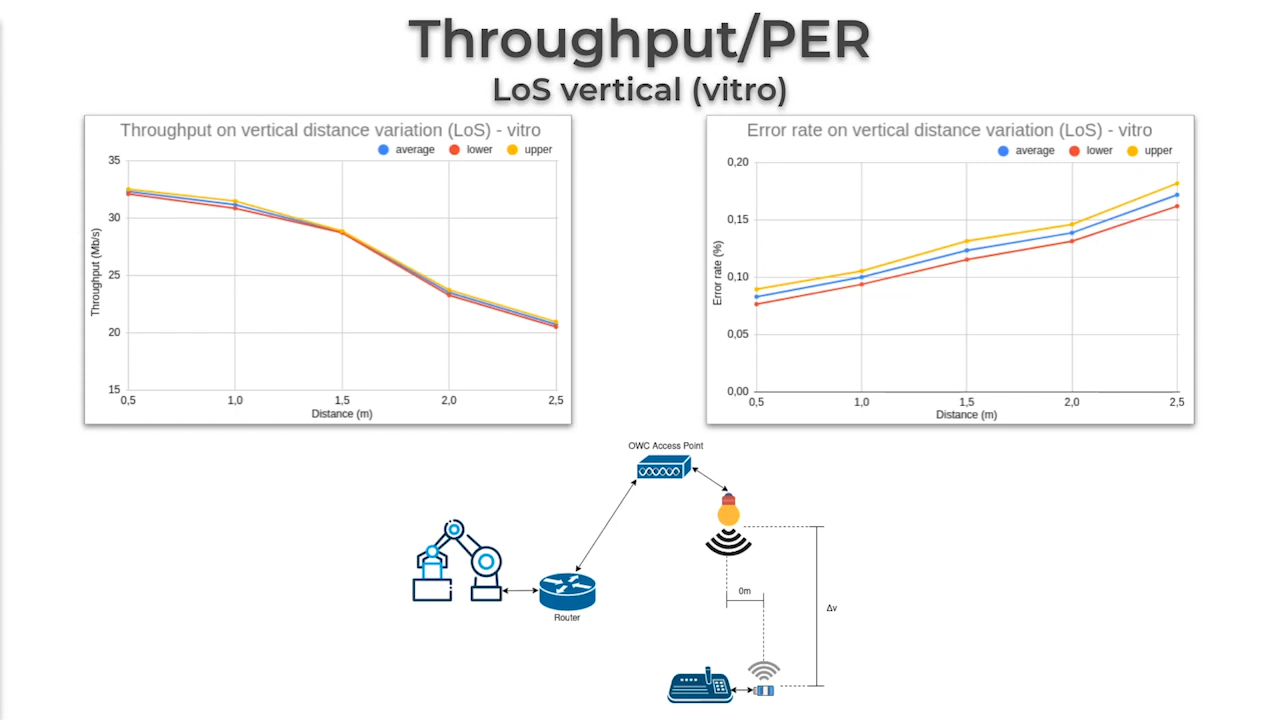 Throughput/PER
LoS vertical (vitro)
Throughput on vertical distance variation (LoS) - vitro
average lower upper
35
30
25
20
15
Throughput (Mb/s)
0,5 1,0 1,5 2,0 2,5
Distance (m)
Error rate on vertical distance variation (LoS) - vitro
average lower upper
0,20
0,15
0,10
0,05
0,00
Error rate (%)
0,5 1,0 1,5 2,0 2,5
Distance (m)
OWC Access Point
0m
Δv
Router